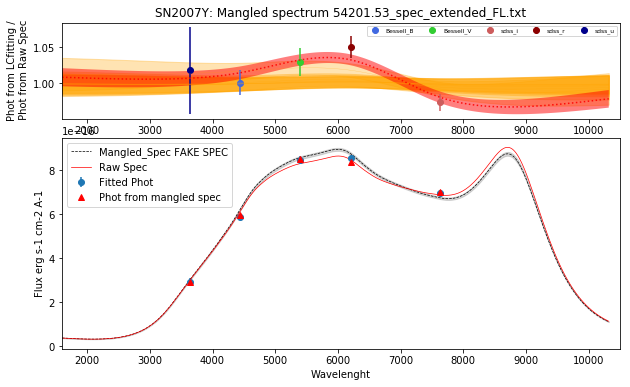 SN2007Y: Mangled spectrum 54201.53_spec_extended_FL.txt
Phot from LCfitting /
Phot from Raw Spec
1.05
1.00
Bessell_B
Bessell_V
sdss_i
sdss_r
sdss_u
2000 3000 4000 5000 6000 7000 8000 9000 10000
1e−16
Flux erg s-1 cm-2 A-1
8
6
4
2
0
Mangled_Spec FAKE SPEC
Raw Spec
Fitted Phot
Phot from mangled spec
2000 3000 4000 5000 6000 7000 8000 9000 10000
Wavelenght